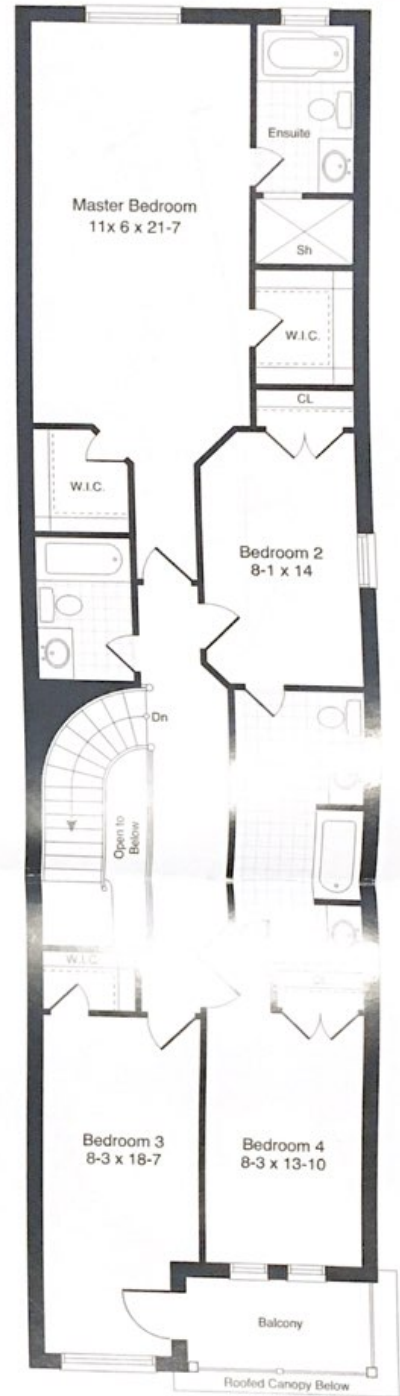 Ensuite
Master Bedroom
11x 6 x 21-7
Sh
W.I.C.
CL
W.I.C.
Bedroom 2
8-1 x 14
Dn
Open to
Below
W.I.C.
CL
Bedroom 3
8-3 x 18-7
Bedroom 4
8-3 x 13-10
Balcony
Roofed Canopy Below